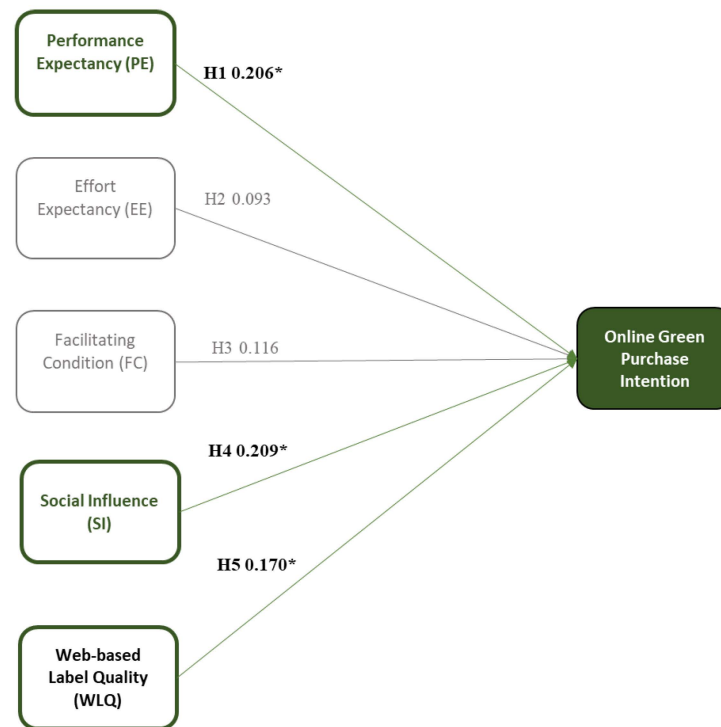 Performance
Expectancy (PE)
H1 0.206*
Effort
Expectancy (EE)
H2 0.093
Facilitating
Condition (FC)
H3 0.116
Online Green
Purchase
Intention
Social Influence
(SI)
H4 0.209*
Web-based
Label Quality
(WLQ)
H5 0.170*